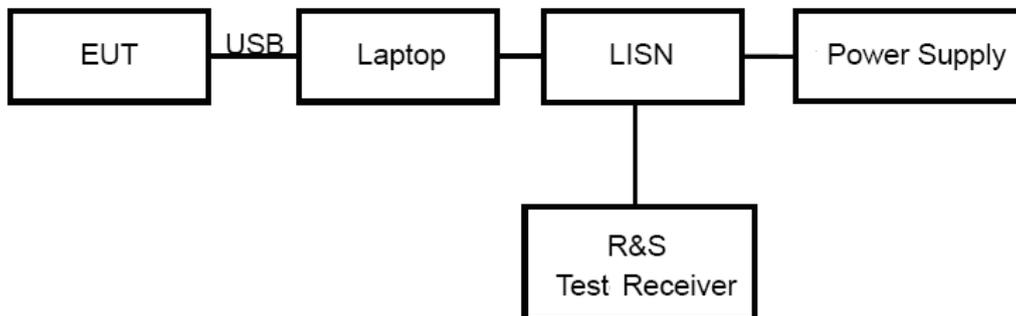 EUT
USB
Laptop
LISN
Power Supply
R&S
Test Receiver